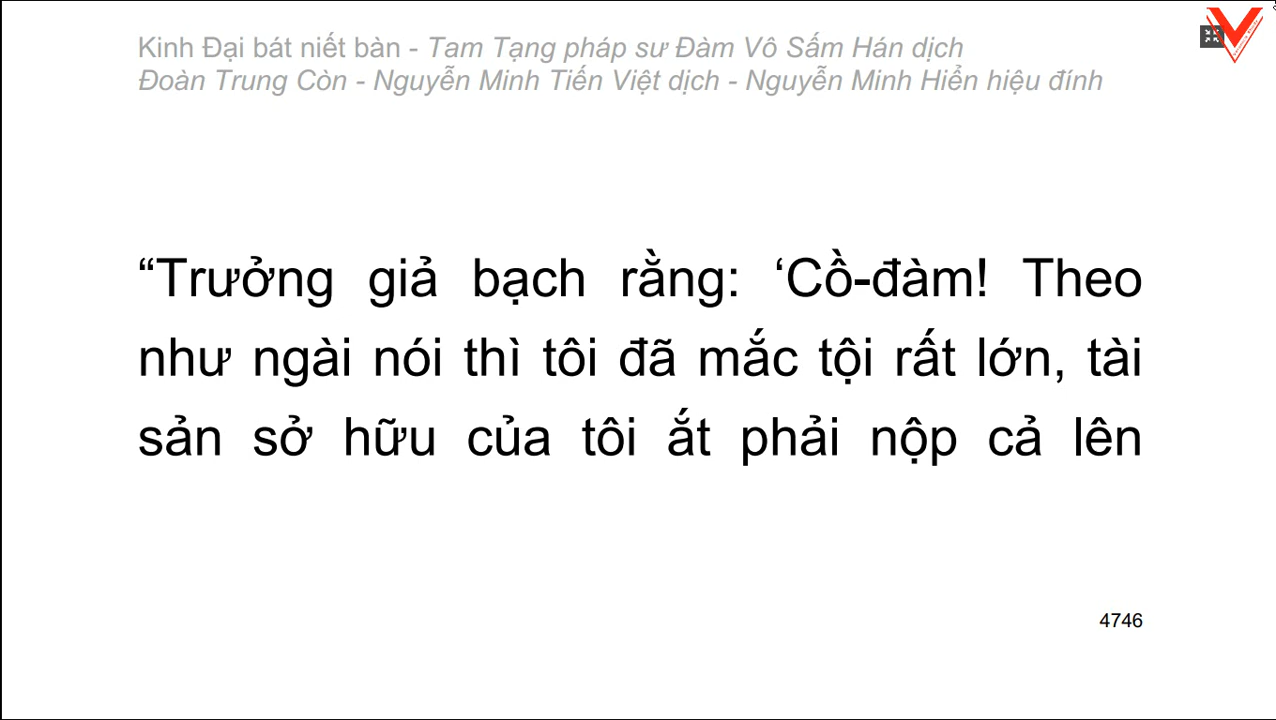 Kinh Đại bát niết bàn - Tam Tạng pháp sư Đàm Vô Sấm Hán dịch
Đoàn Trung Còn - Nguyễn Minh Tiến Việt dịch - Nguyễn Minh Hiển hiệu đính
“Trưởng giả bạch rằng: ‘Cồ-đàm! Theo
như ngài nói thì tôi đã mắc tội rất lớn, tài
sản sở hữu của tôi ắt phải nộp cả lên
4746